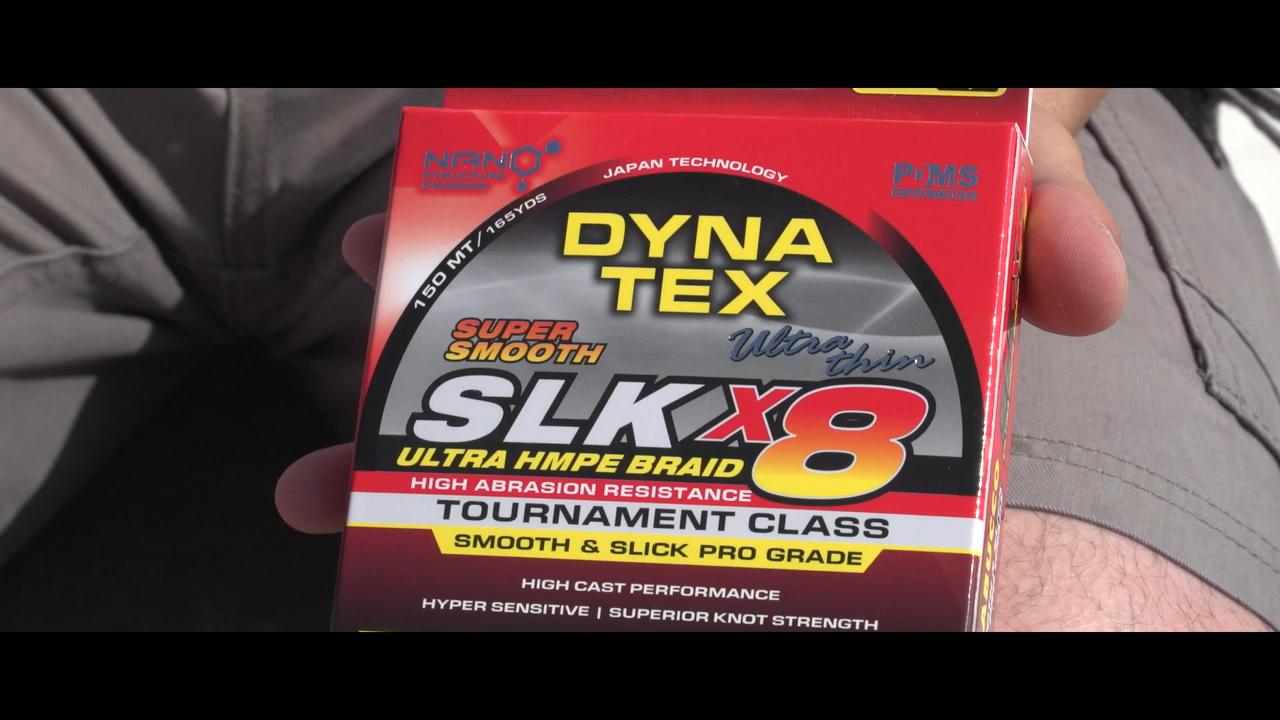 NANO
STRUCTURE
JAPAN TECHNOLOGY
150 MT / 165YDS
DYNA
TEX
SUPER
SMOOTH
Ultra
thin
SLK X8
ULTRA HMPE BRAID
HIGH ABRASION RESISTANCE
TOURNAMENT CLASS
SMOOTH & SLICK PRO GRADE
HIGH CAST PERFORMANCE
HYPER SENSITIVE | SUPERIOR KNOT STRENGTH